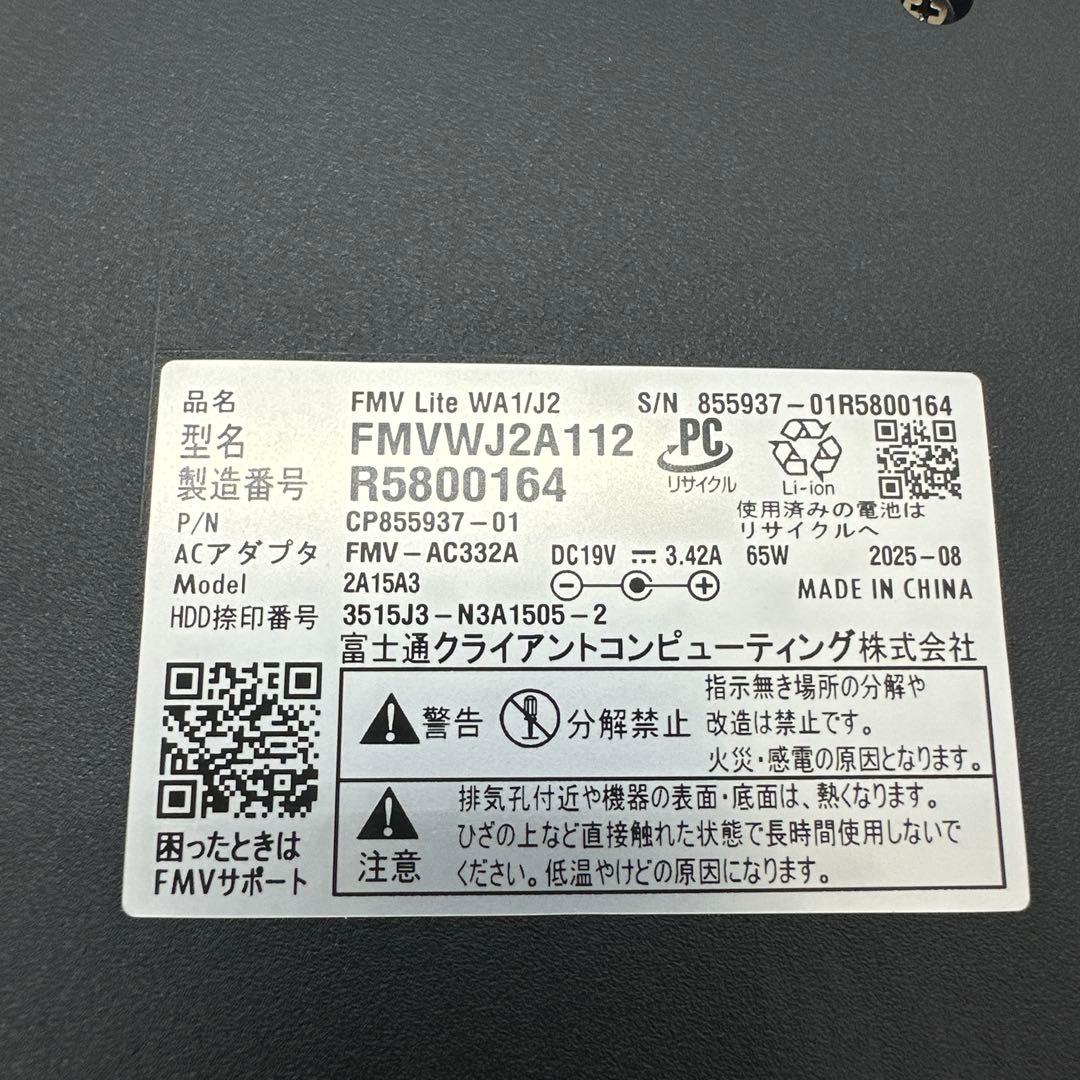 品名 FMV Lite WA1/J2 S/N 855937-01R5800164
型名 FMVWJ2A112
製造番号 R5800164
PC
リサイクル
Li-ion
使用済みの電池は
リサイクルへ
P/N CP855937-01
ACアダプタ FMV-AC332A DC19V 3.42A 65W 2025-08
Model 2A15A3 MADE IN CHINA
HDD捺印番号 3515J3-N3A1505-2
富士通クライアントコンピューティング株式会社
警告 分解禁止
指示無き場所の分解や
改造は禁止です。
火災・感電の原因となります。
注意
排気孔付近や機器の表面・底面は、熱くなります。
ひざの上など直接触れた状態で長時間使用しないで
ください。低温やけどの原因になります。
困ったときは
FMVサポート